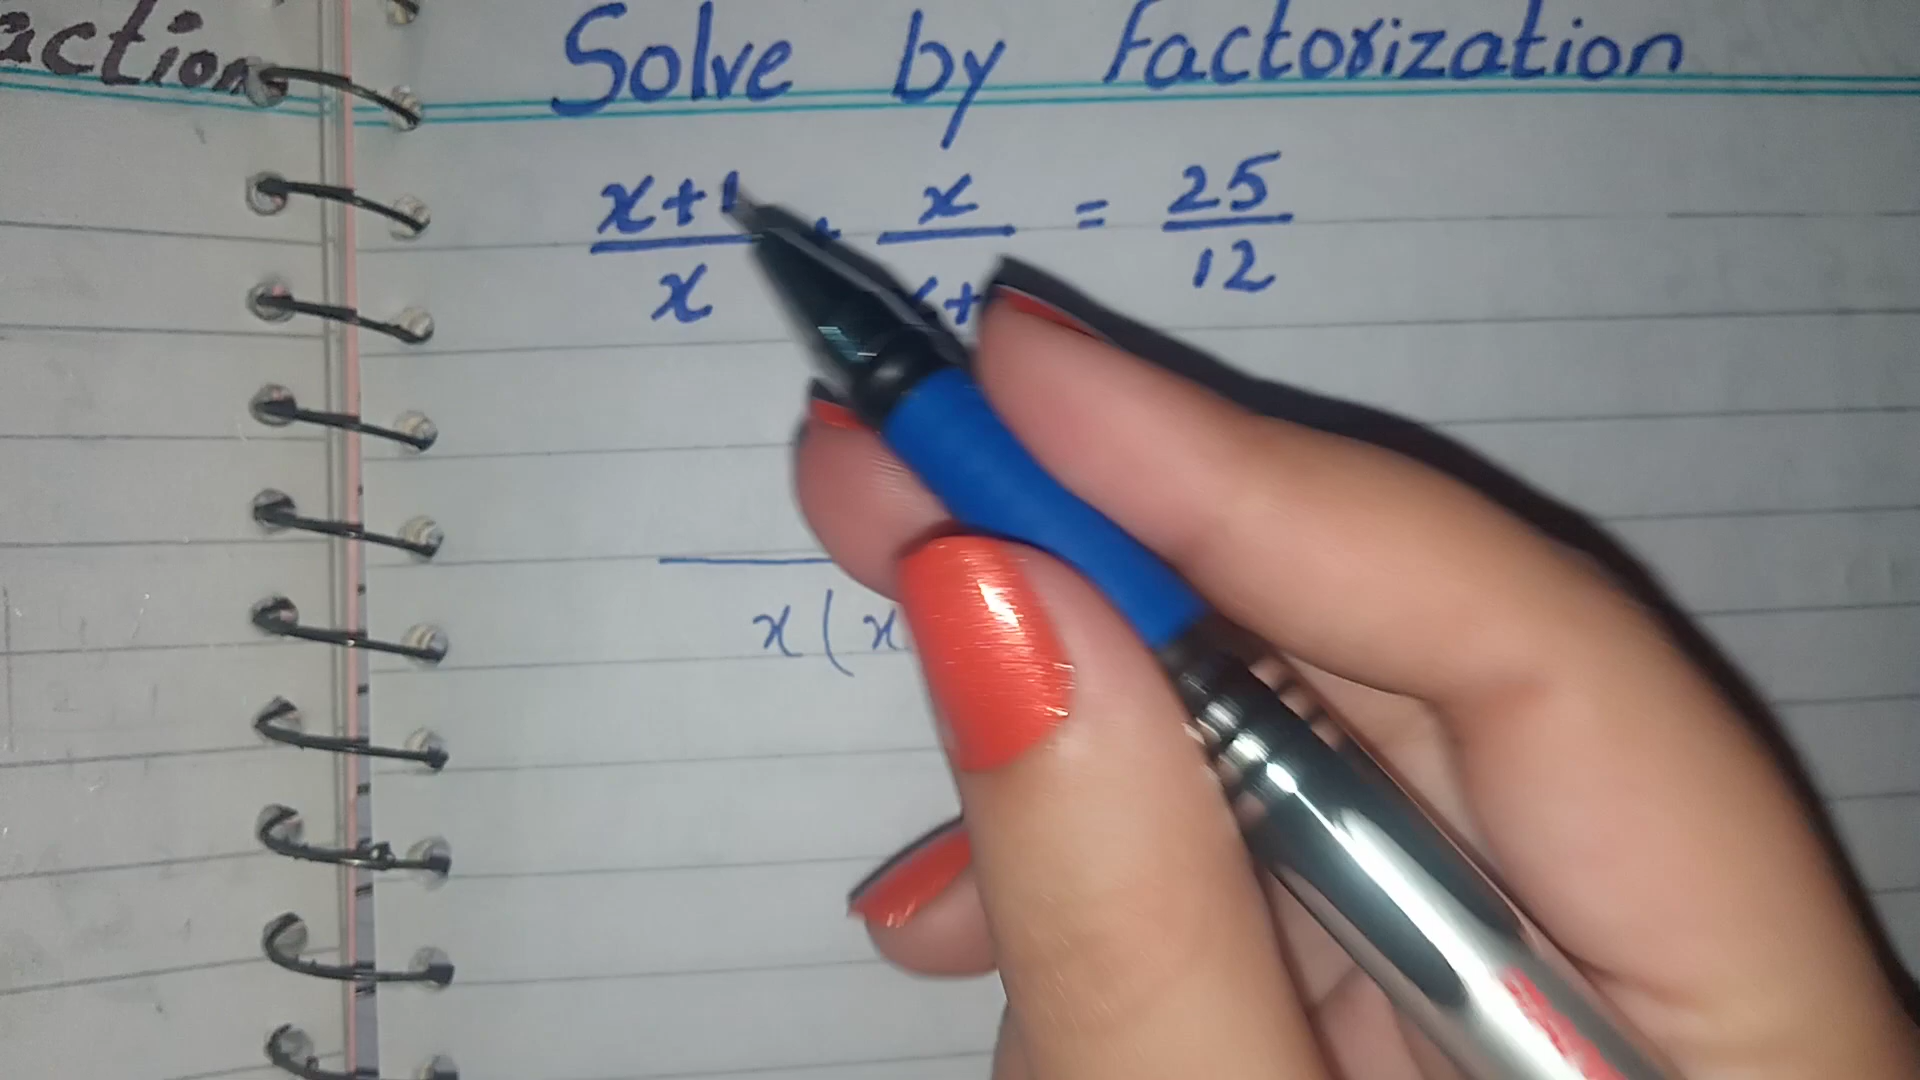 actions
Solve by Factorization
x+1 + x = 25
x x+ 12
x(x